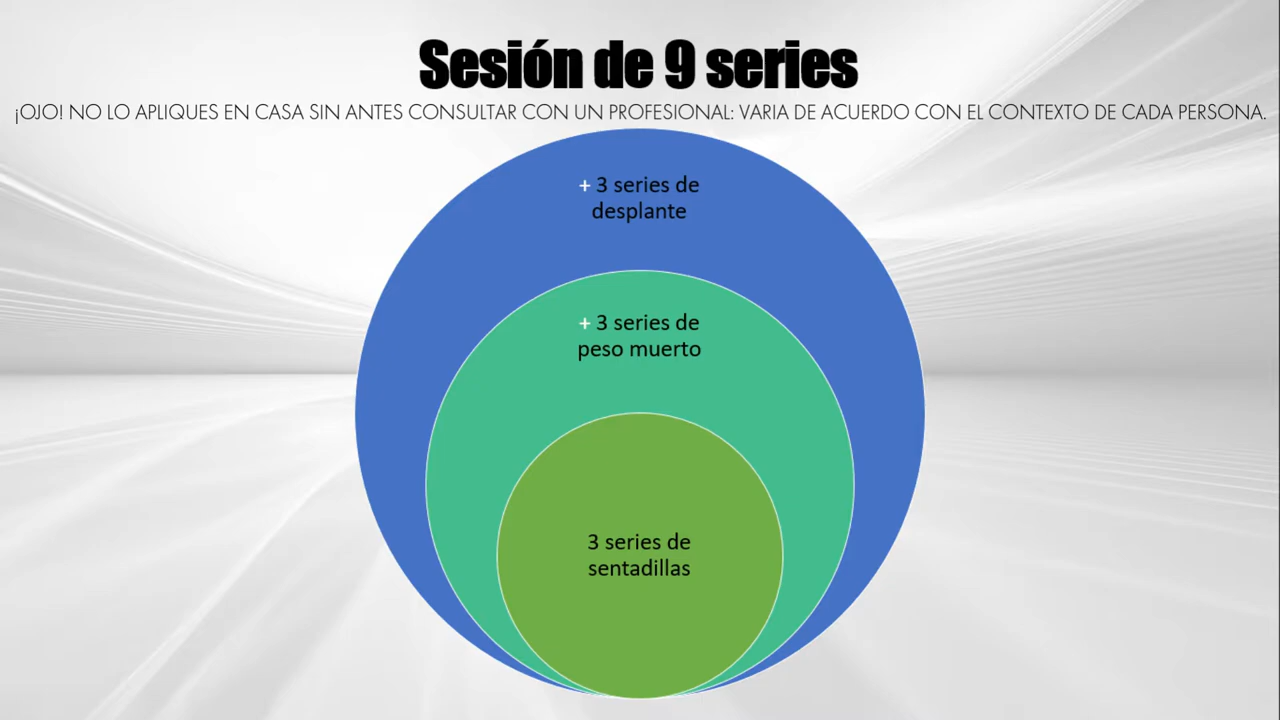 Sesión de 9 series
¡OJO! NO LO APLIQUES EN CASA SIN ANTES CONSULTAR CON UN PROFESIONAL: VARIA DE ACUERDO CON EL CONTEXTO DE CADA PERSONA.
+ 3 series de
desplante
+ 3 series de
peso muerto
3 series de
sentadillas